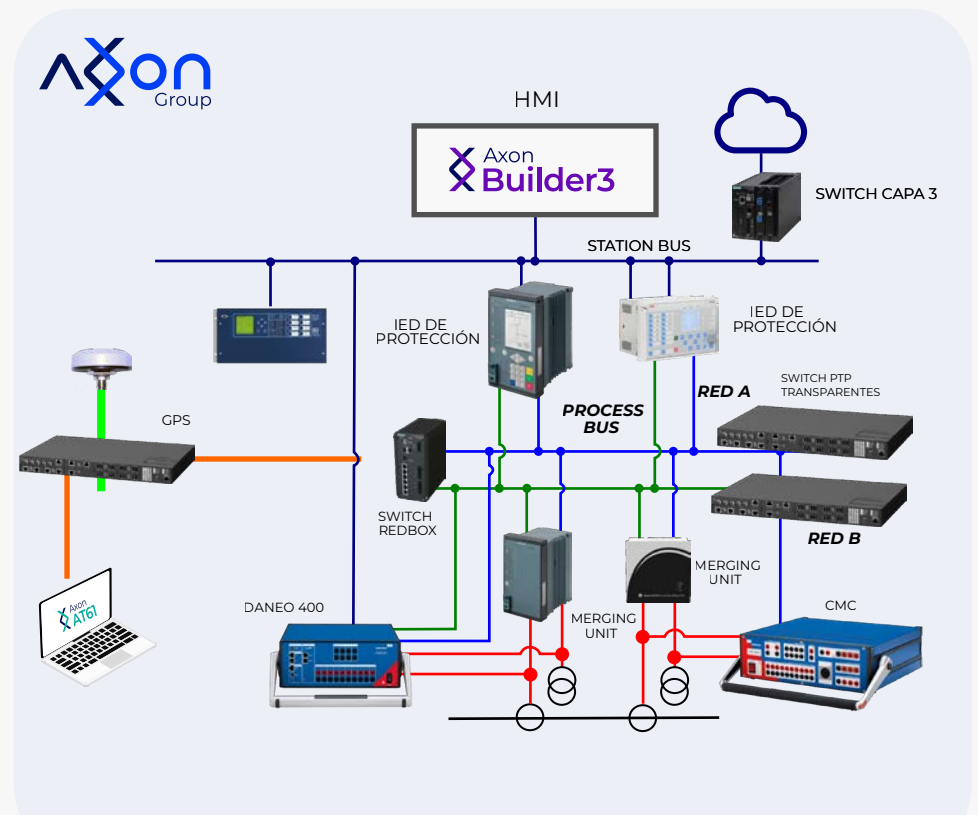 AXon
Group
HMI
Axon
Builder3
SWITCH CAPA 3
STATION BUS
IED DE
PROTECCIÓN
IED DE
PROTECCIÓN
SWITCH PTP
TRANSPARENTES
RED A
PROCESS
BUS
GPS
SWITCH
REDBOX
RED B
MERGING
UNIT
Axon
AT61
DANEO 400
MERGING
UNIT
CMC